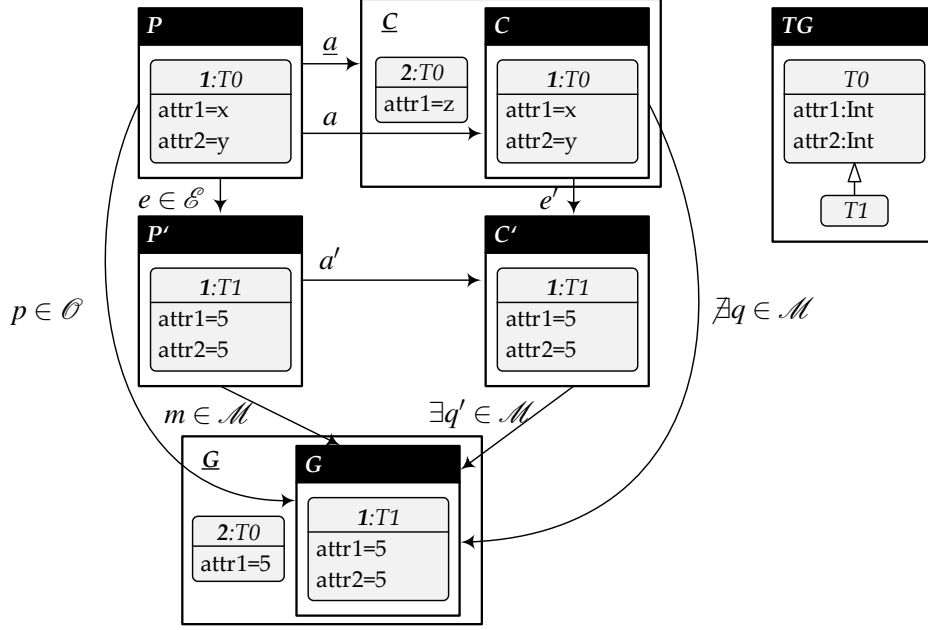 P
1:T0
attr1=x
attr2=y
a
a
C
2:T0
attr1=z
C
1:T0
attr1=x
attr2=y
TG
T0
attr1:Int
attr2:Int
T1
e ∈ ℰ
e′
P‘
1:T1
attr1=5
attr2=5
a′
C‘
1:T1
attr1=5
attr2=5
p ∈ 𝒪
∄q ∈ ℳ
m ∈ ℳ
∃q′ ∈ ℳ
G
2:T0
attr1=5
G
1:T1
attr1=5
attr2=5